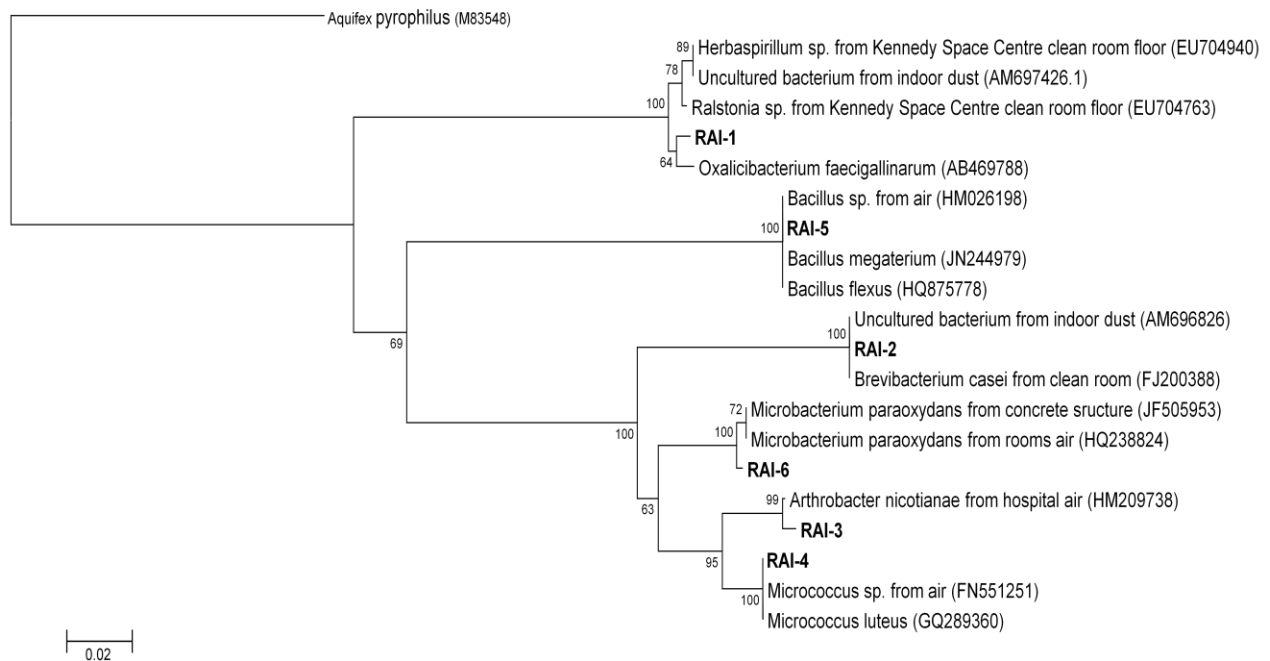 Aquifex pyrophilus (M83548)
89
Herbaspirillum sp. from Kennedy Space Centre clean room floor (EU704940)
78
Uncultured bacterium from indoor dust (AM697426.1)
100
Ralstonia sp. from Kennedy Space Centre clean room floor (EU704763)
RAI-1
64
Oxalicibacterium faecigallinarum (AB469788)
Bacillus sp. from air (HM026198)
100
RAI-5
Bacillus megaterium (JN244979)
Bacillus flexus (HQ875778)
69
Uncultured bacterium from indoor dust (AM696826)
100
RAI-2
Brevibacterium casei from clean room (FJ200388)
100
72
Microbacterium paraoxydans from concrete sructure (JF505953)
100
Microbacterium paraoxydans from rooms air (HQ238824)
RAI-6
63
99
Arthrobacter nicotianae from hospital air (HM209738)
RAI-3
95
RAI-4
100
Micrococcus sp. from air (FN551251)
Micrococcus luteus (GQ289360)
0.02